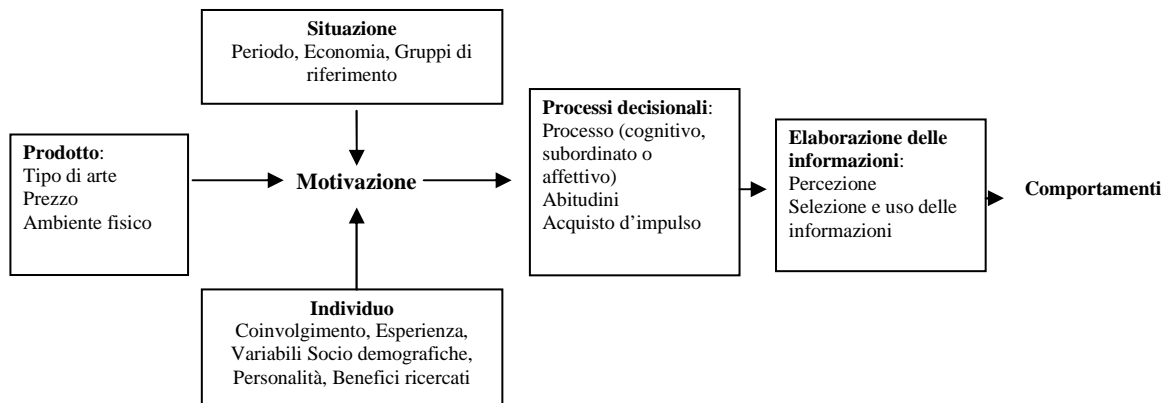 Situazione
Periodo, Economia, Gruppi di
riferimento
Prodotto:
Tipo di arte
Prezzo
Ambiente fisico
Motivazione
Processi decisionali:
Processo (cognitivo,
subordinato o
affettivo)
Abitudini
Acquisto d’impulso
Elaborazione delle
informazioni:
Percezione
Selezione e uso delle
informazioni
Comportamenti
Individuo
Coinvolgimento, Esperienza,
Variabili Socio demografiche,
Personalità, Benefici ricercati